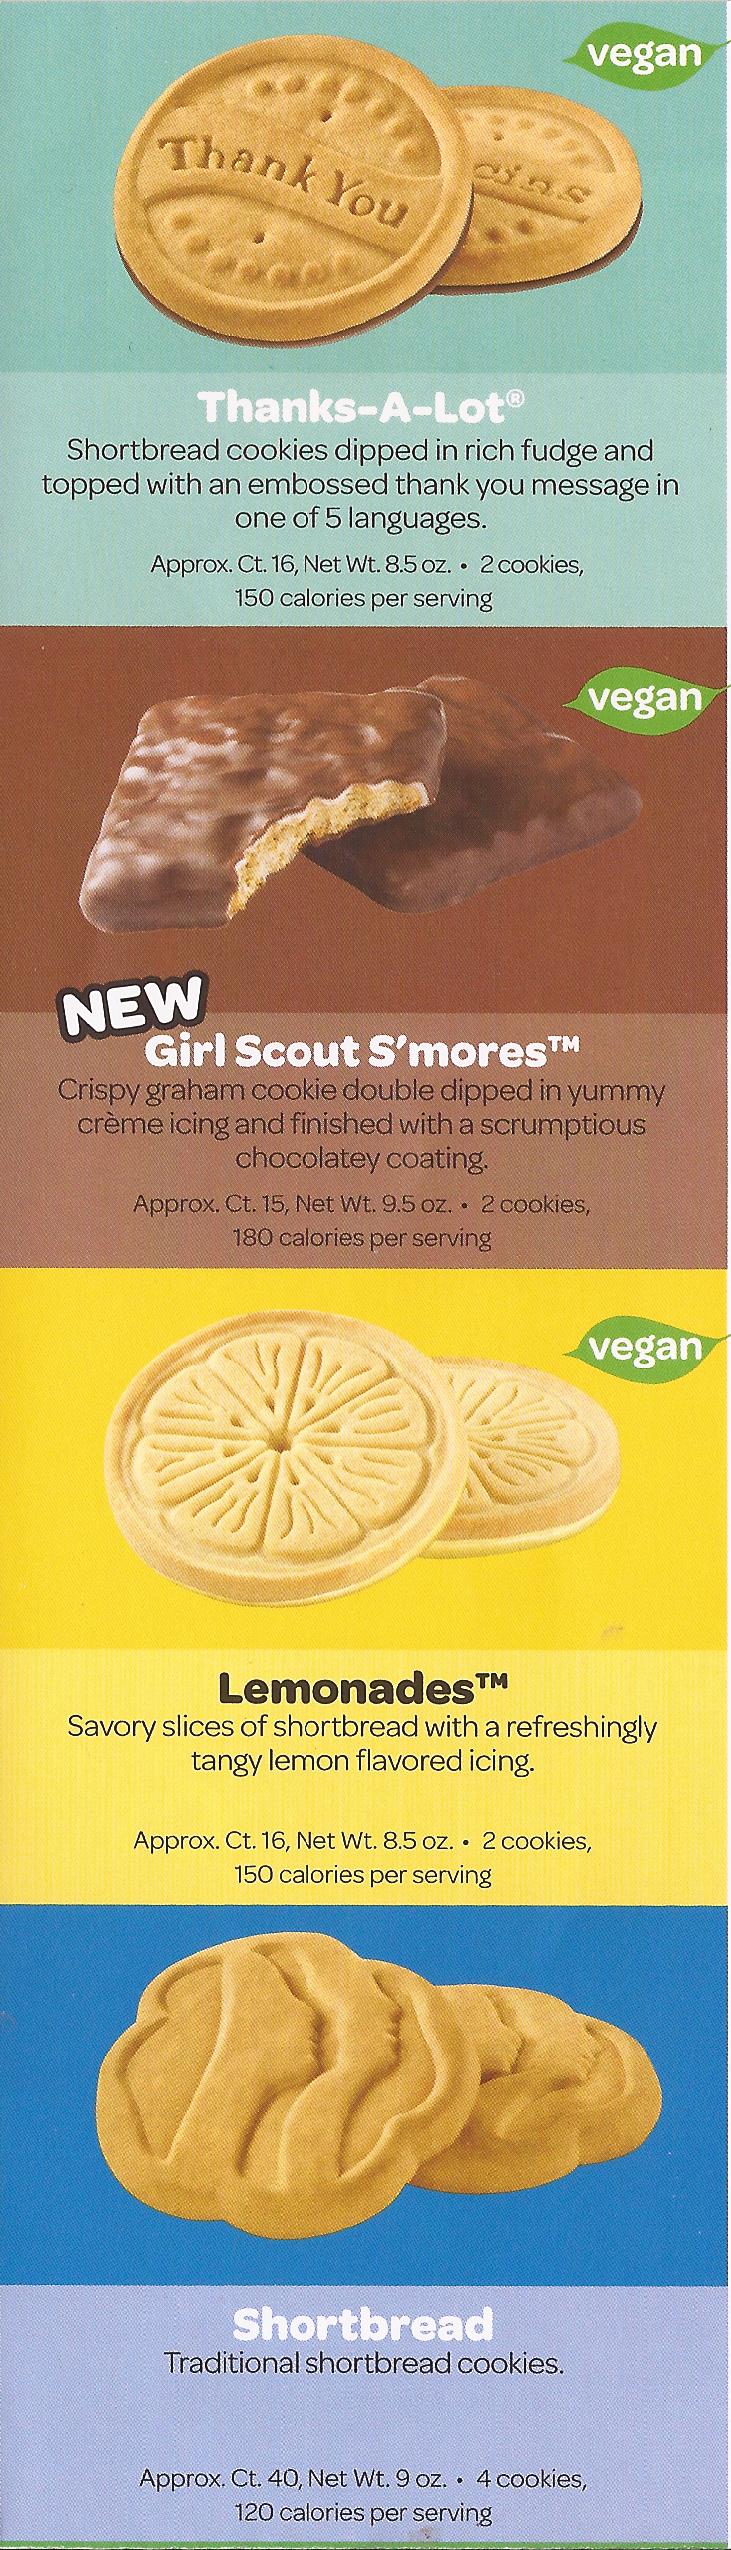 vegan
Thank You
Thanks-A-Lot®
Shortbread cookies dipped in rich fudge and
topped with an embossed thank you message in
one of 5 languages.
Approx. Ct. 16, Net Wt. 8.5 oz. • 2 cookies,
150 calories per serving
vegan
NEW
Girl Scout S'mores™
Crispy graham cookie double dipped in yummy
crème icing and finished with a scrumptious
chocolatey coating.
Approx. Ct. 15, Net Wt. 9.5 oz. • 2 cookies,
180 calories per serving
vegan
Lemonades™
Savory slices of shortbread with a refreshingly
tangy lemon flavored icing.
Approx. Ct. 16, Net Wt. 8.5 oz. • 2 cookies,
150 calories per serving
Shortbread
Traditional shortbread cookies.
Approx. Ct. 40, Net Wt. 9 oz. • 4 cookies,
120 calories per serving